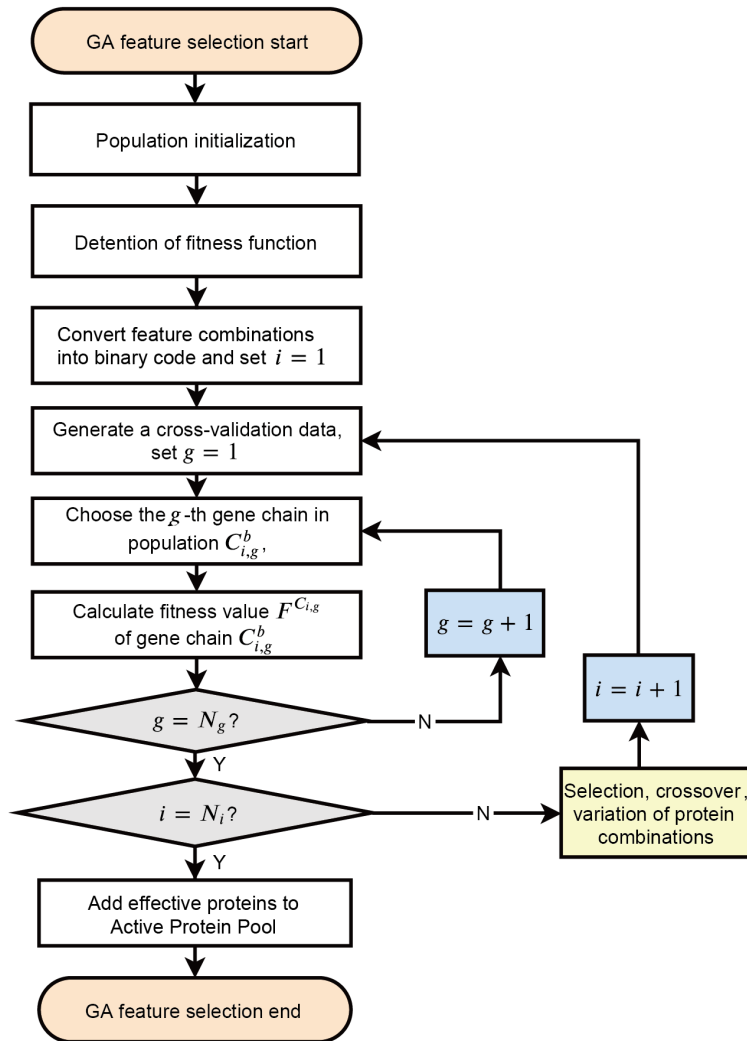 GA feature selection start
Population initialization
Detention of fitness function
Convert feature combinations
into binary code and set i = 1
Generate a cross-validation data,
set g = 1
Choose the g-th gene chain in
population C^b_{i,g},
Calculate fitness value F^{C_{i,g}}
of gene chain C^b_{i,g}
g = g + 1
i = i + 1
g = N_g?
N
Y
i = N_i?
N
Selection, crossover,
variation of protein
combinations
Y
Add effective proteins to
Active Protein Pool
GA feature selection end